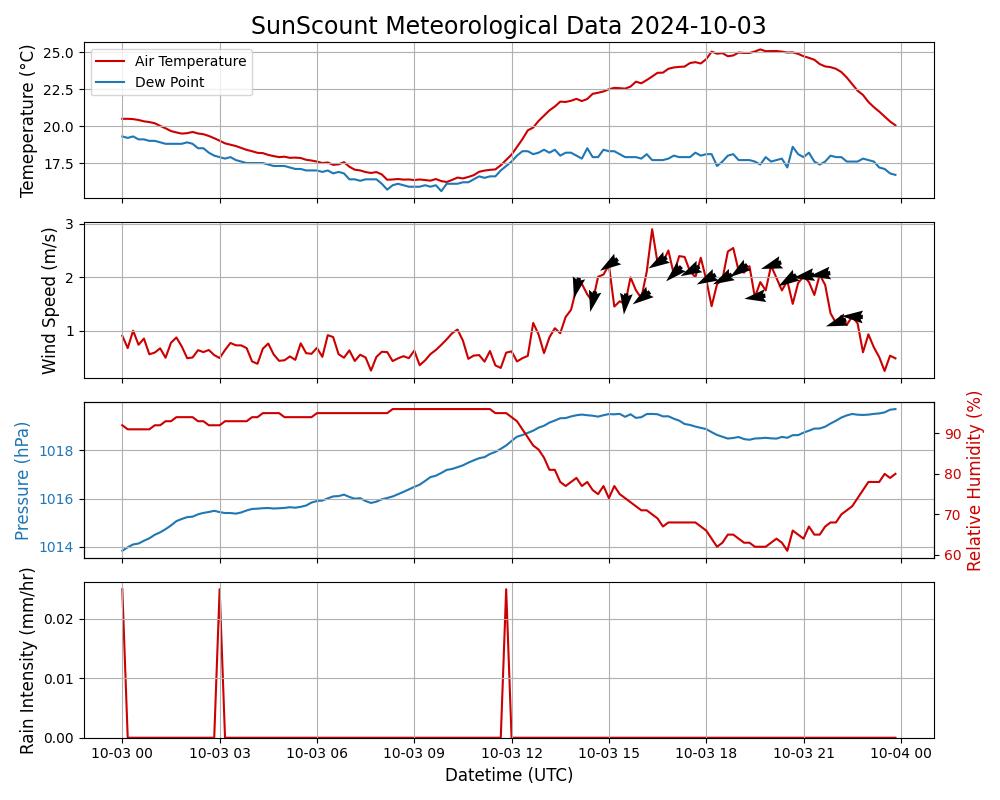 SunScount Meteorological Data 2024-10-03
Temeperature (°C)
25.0
22.5
20.0
17.5
Air Temperature
Dew Point
Wind Speed (m/s)
3
2
1
Pressure (hPa)
1018
1016
1014
90
80
70
60
Relative Humidity (%)
Rain Intensity (mm/hr)
0.02
0.01
0.00
10-03 00 10-03 03 10-03 06 10-03 09 10-03 12 10-03 15 10-03 18 10-03 21 10-04 00
Datetime (UTC)